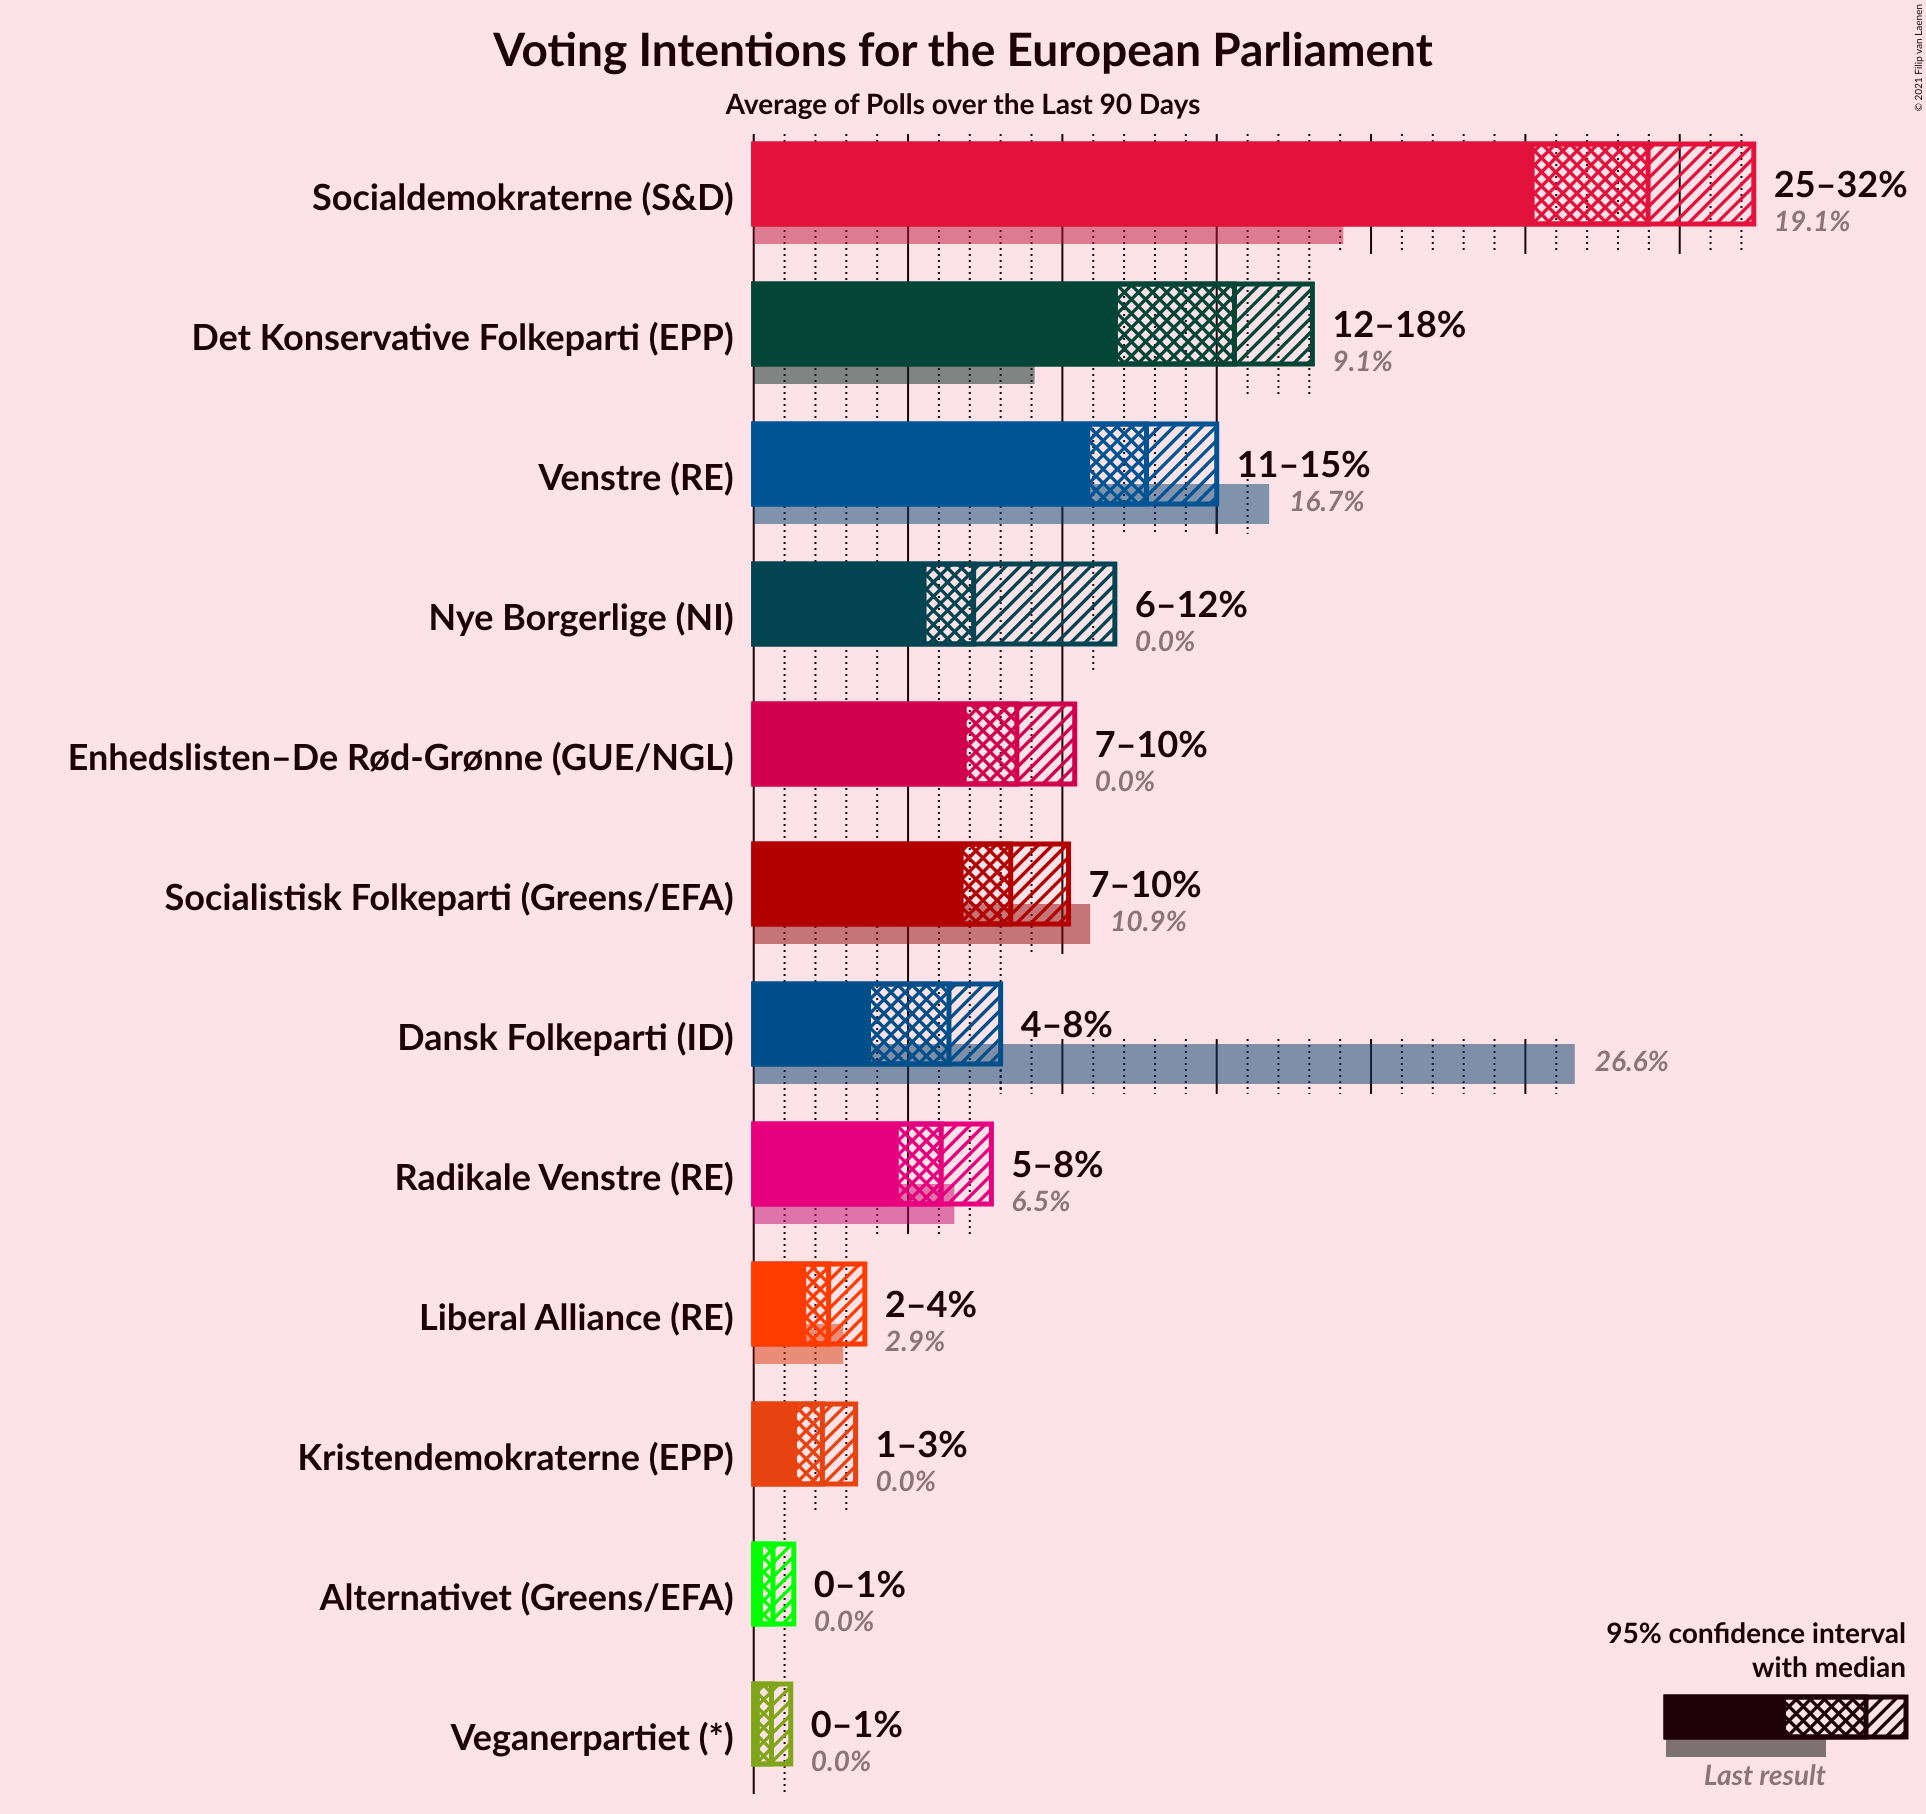 Voting Intentions for the European Parliament
Average of Polls over the Last 90 Days
© 2021 Filip van Laenen
Socialdemokraterne (S&D)
25–32%
19.1%
Det Konservative Folkeparti (EPP)
12–18%
9.1%
Venstre (RE)
11–15%
16.7%
Nye Borgerlige (NI)
6–12%
0.0%
Enhedslisten–De Rød-Grønne (GUE/NGL)
7–10%
0.0%
Socialistisk Folkeparti (Greens/EFA)
7–10%
10.9%
Dansk Folkeparti (ID)
4–8%
26.6%
Radikale Venstre (RE)
5–8%
6.5%
Liberal Alliance (RE)
2–4%
2.9%
Kristendemokraterne (EPP)
1–3%
0.0%
Alternativet (Greens/EFA)
0–1%
0.0%
Veganerpartiet (*)
0–1%
0.0%
95% confidence interval
with median
Last result